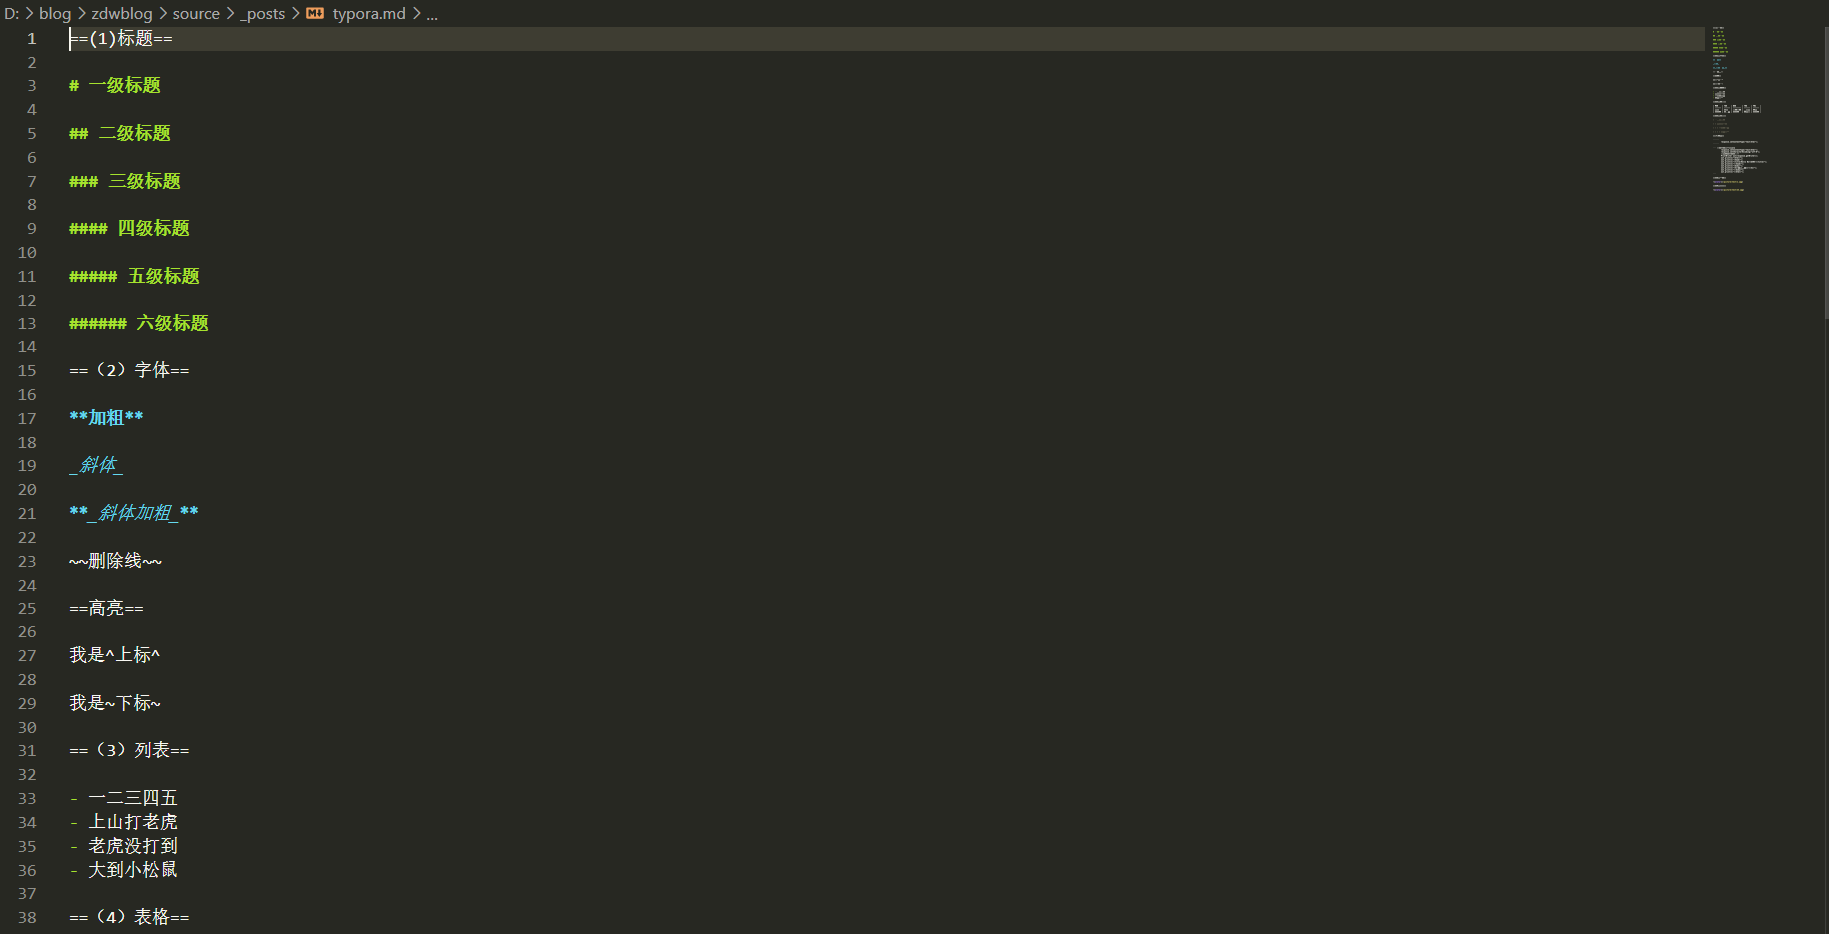 D: > blog > zdwblog > source > _posts > typora.md > ...
1 ==(1)标题==
2
3 # 一级标题
4
5 ## 二级标题
6
7 ### 三级标题
8
9 #### 四级标题
10
11 ##### 五级标题
12
13 ###### 六级标题
14
15 ==（2）字体==
16
17 **加粗**
18
19 _斜体_
20
21 **_斜体加粗_**
22
23 ~~删除线~~
24
25 ==高亮==
26
27 我是^上标^
28
29 我是~下标~
30
31 ==（3）列表==
32
33 - 一二三四五
34 - 上山打老虎
35 - 老虎没打到
36 - 大到小松鼠
37
38 ==（4）表格==